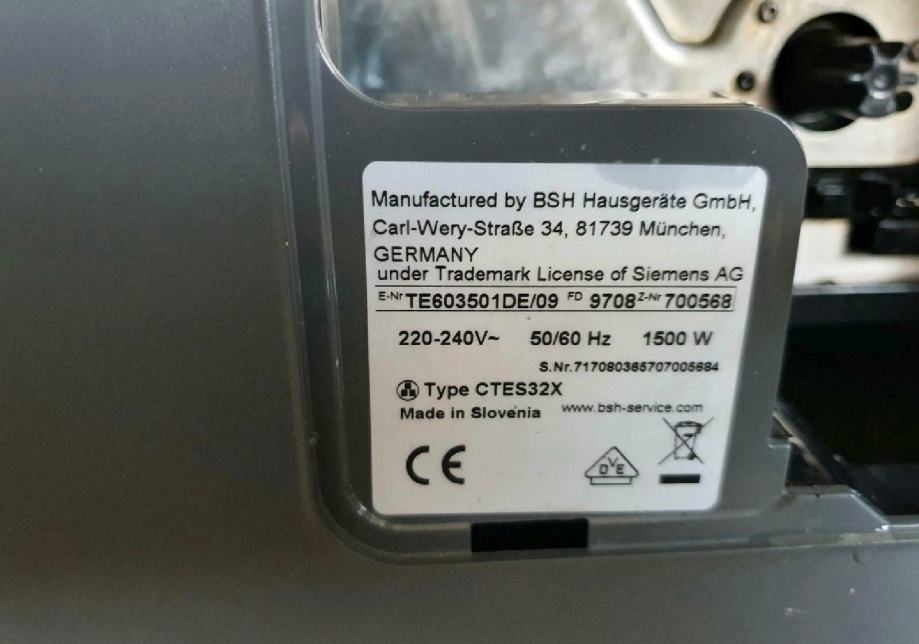 Manufactured by BSH Hausgeräte GmbH,
Carl-Wery-Straße 34, 81739 München,
GERMANY
under Trademark License of Siemens AG
E-Nr TE603501DE/09 FD 9708 Z-Nr 700568
220-240V~ 50/60 Hz 1500 W
S.Nr.717080365707005684
Type CTES32X
Made in Slovenia www.bsh-service.com
CE DVE